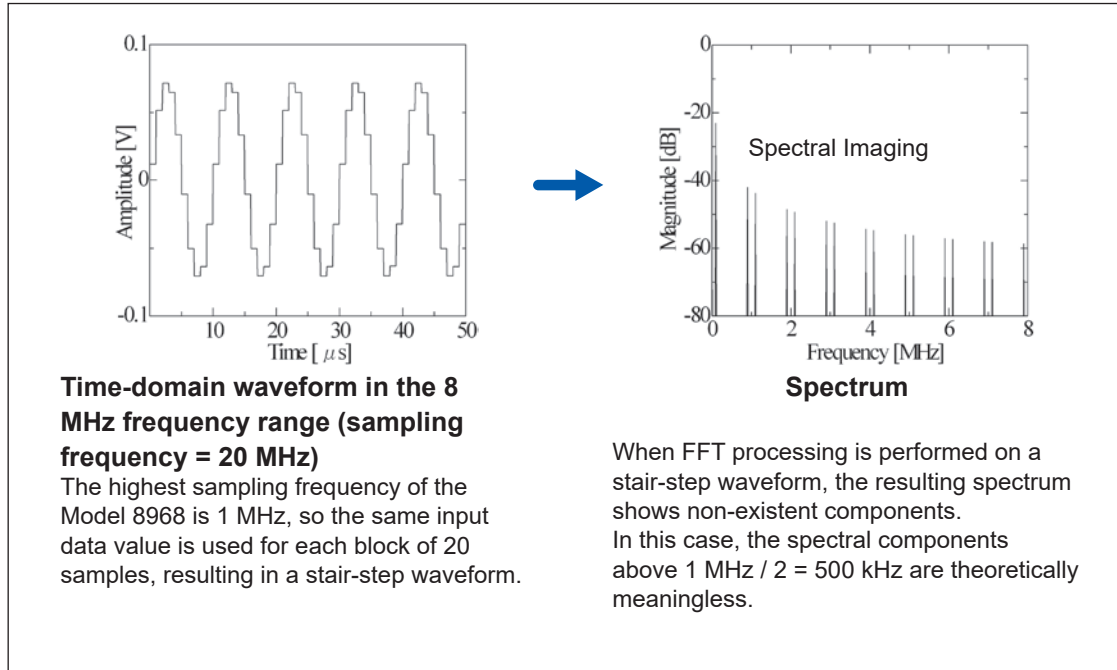 0.1
0
-0.1
Amplitude [V]
10
20
30
40
50
Time [ μs]
0
-20
-40
-60
-80
Magnitude [dB]
Spectral Imaging
0
2
4
6
8
Frequency [MHz]
Time-domain waveform in the 8
MHz frequency range (sampling
frequency = 20 MHz)
The highest sampling frequency of the
Model 8968 is 1 MHz, so the same input
data value is used for each block of 20
samples, resulting in a stair-step waveform.
Spectrum
When FFT processing is performed on a
stair-step waveform, the resulting spectrum
shows non-existent components.
In this case, the spectral components
above 1 MHz / 2 = 500 kHz are theoretically
meaningless.